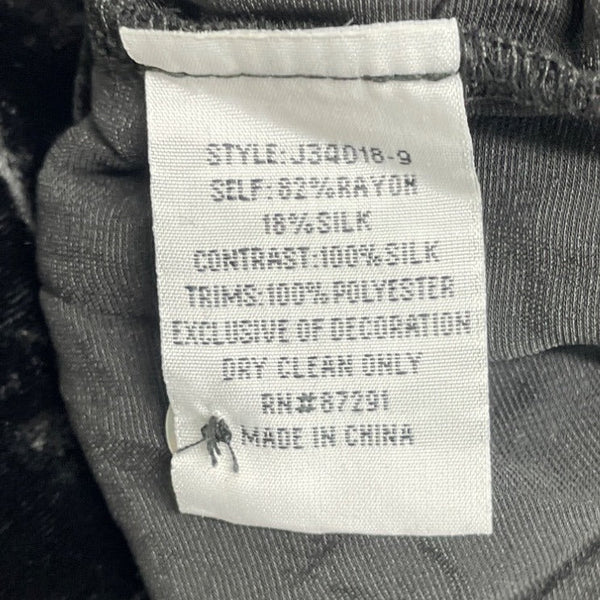 STYLE:J3Q018-9
SELF:82%RAYON
18%SILK
CONTRAST:100%SILK
TRIMS:100%POLYESTER
EXCLUSIVE OF DECORATION
DRY CLEAN ONLY
RN#87291
MADE IN CHINA